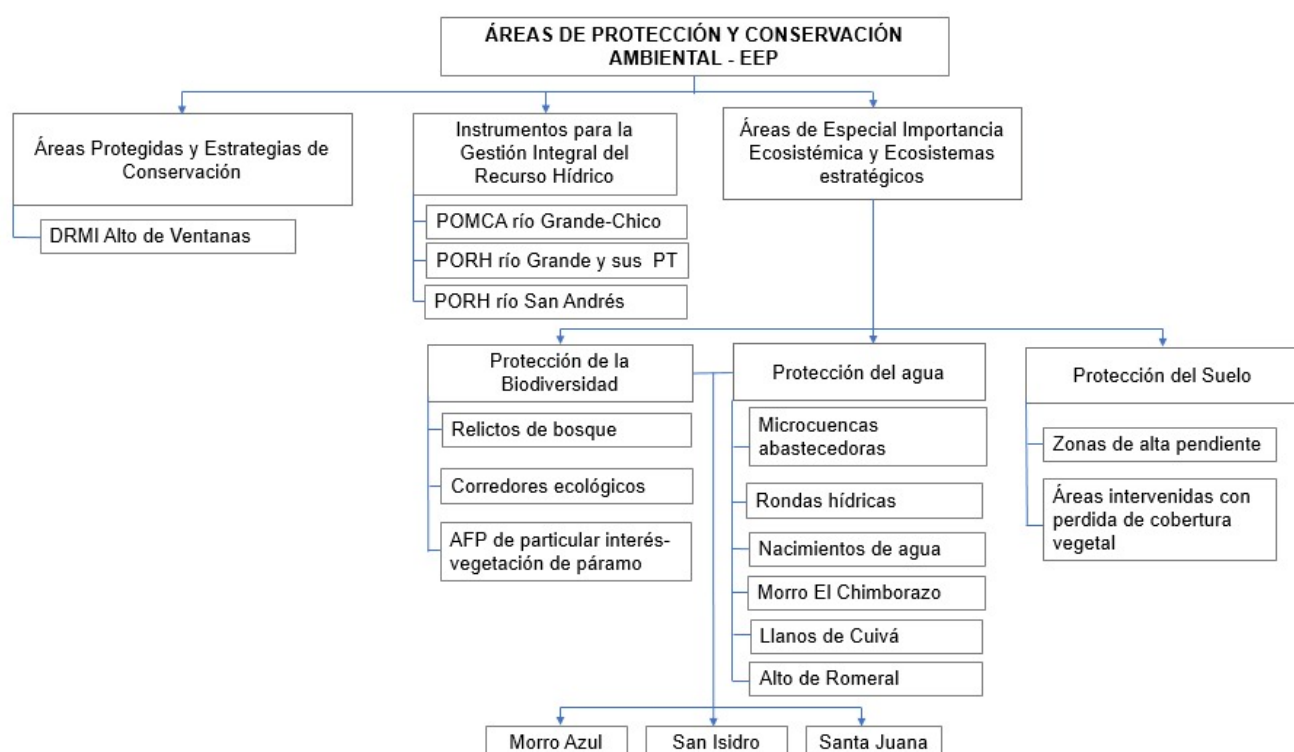 ÁREAS DE PROTECCIÓN Y CONSERVACIÓN
AMBIENTAL - EEP
Áreas Protegidas y Estrategias de
Conservación
DRMI Alto de Ventanas
Instrumentos para la
Gestión Integral del
Recurso Hídrico
POMCA río Grande-Chico
PORH río Grande y sus PT
PORH río San Andrés
Áreas de Especial Importancia
Ecosistémica y Ecosistemas
estratégicos
Protección de la
Biodiversidad
Relictos de bosque
Corredores ecológicos
AFP de particular interés-
vegetación de páramo
Protección del agua
Microcuencas
abastecedoras
Rondas hídricas
Nacimientos de agua
Morro El Chimborazo
Llanos de Cuivá
Alto de Romeral
Protección del Suelo
Zonas de alta pendiente
Áreas intervenidas con
perdida de cobertura
vegetal
Morro Azul
San Isidro
Santa Juana